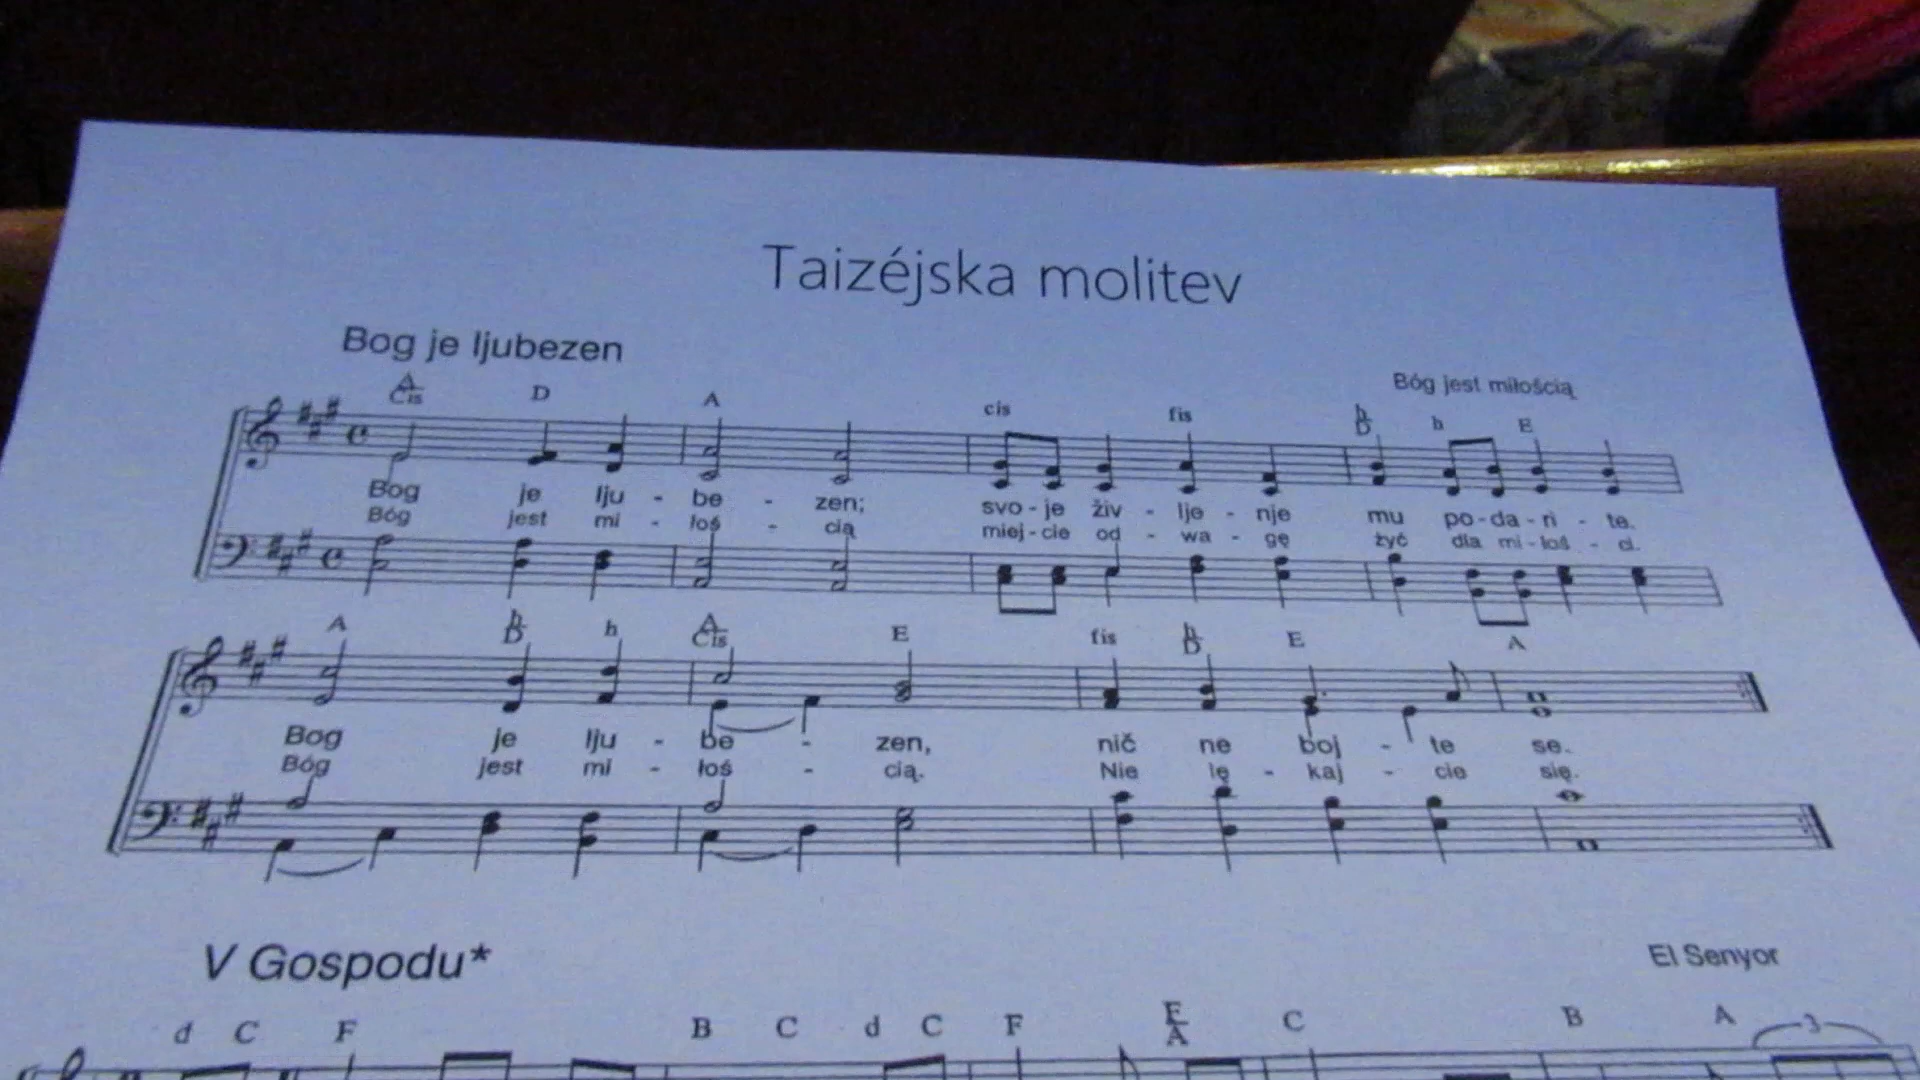 Taizéjska molitev
Bog je ljubezen
Bóg jest miłością
A/Cis D A cis fis h/D h E
Bog je lju - be - zen; svo - je živ - lje - nje mu po - da - ri - te.
Bóg jest mi - łoś - cią miej - cie od - wa - gę żyć dla mi - łoś - ci.
A h/D h A/Cis E fis h/D E A
Bog je lju - be - zen, nič ne boj - te se.
Bóg jest mi - łoś - cią. Nie lę - kaj - cie się.
V Gospodu*
El Senyor
d C F B C d C F F/A C B A 3